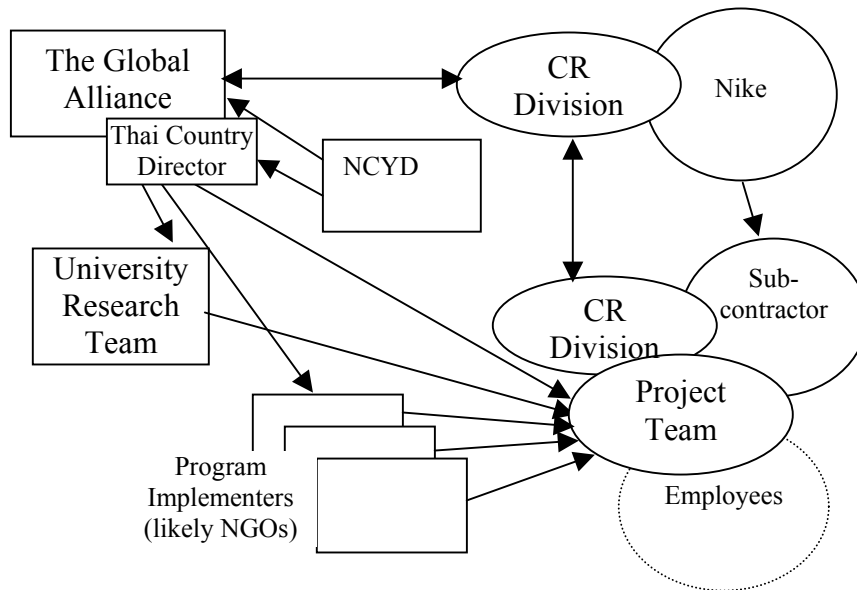 The Global
Alliance
Thai Country
Director
NCYD
CR
Division
Nike
University
Research
Team
CR
Division
Sub-
contractor
Project
Team
Program
Implementers
(likely NGOs)
Employees